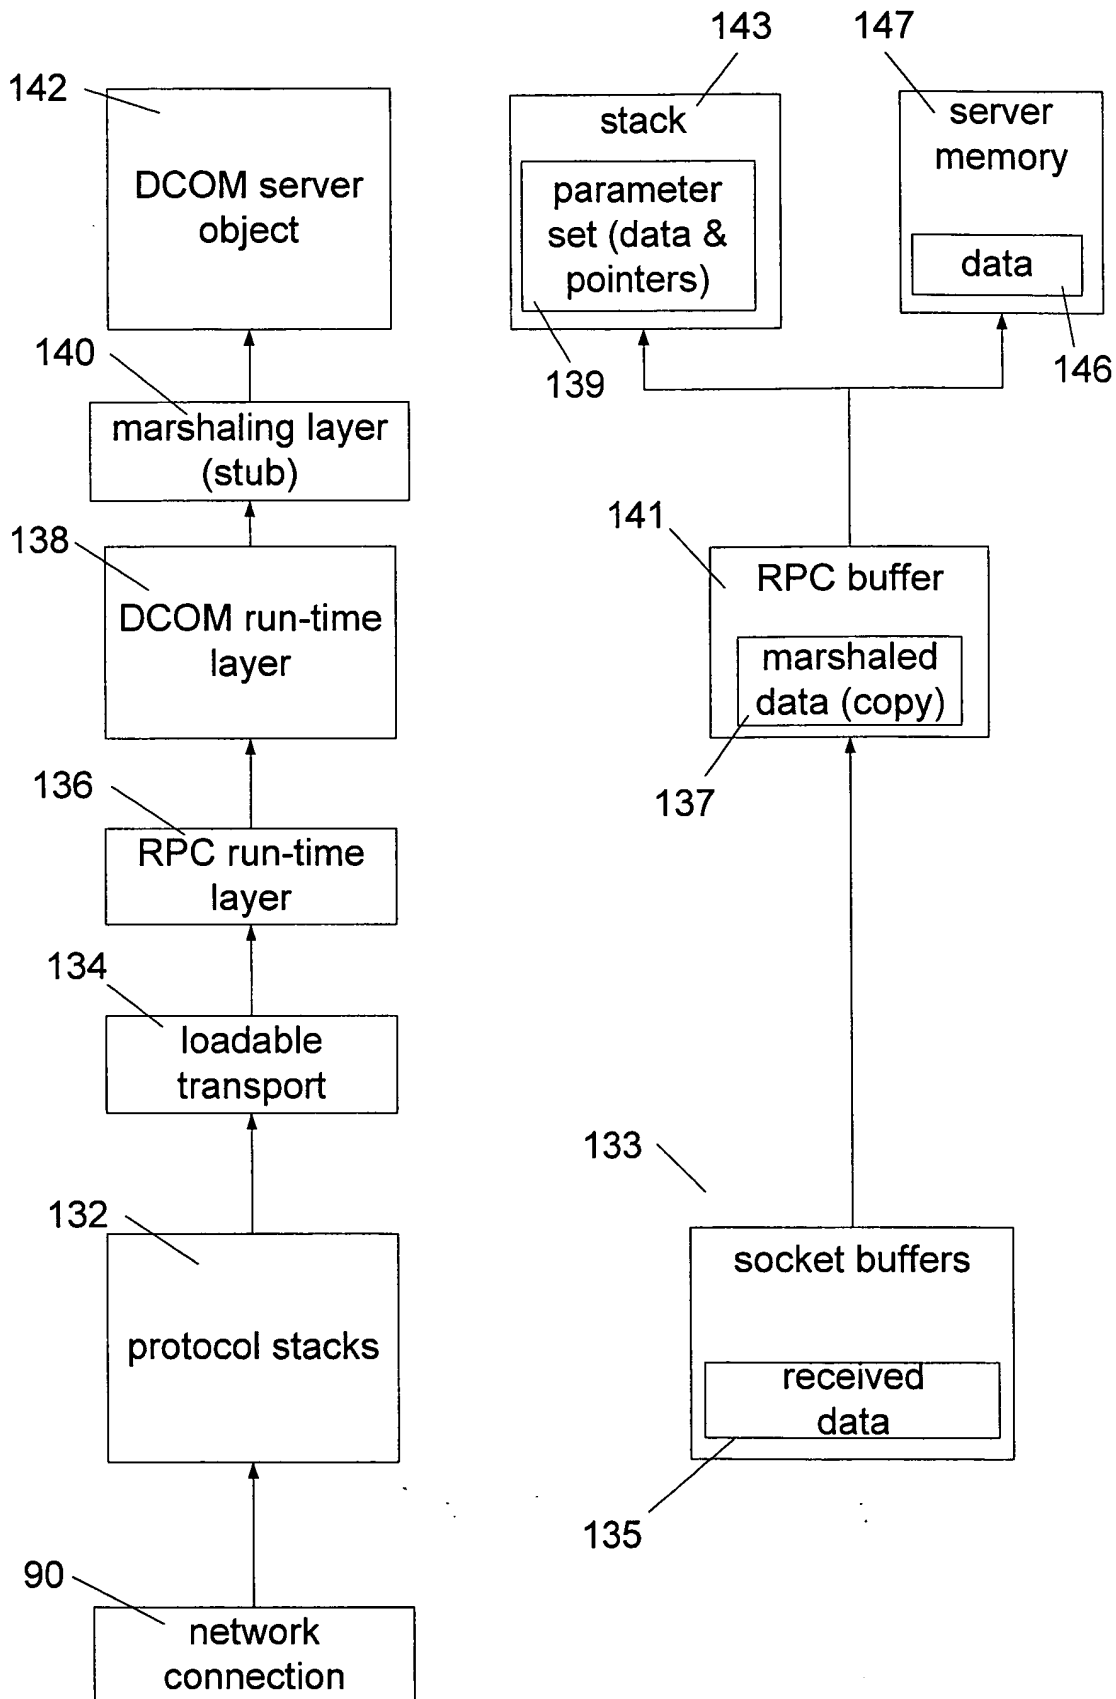 143
147
142
stack
server
memory
DCOM server
object
parameter
set (data &
pointers)
data
140
139
146
marshaling layer
(stub)
138
141
DCOM run-time
layer
RPC buffer
marshaled
data (copy)
136
137
RPC run-time
layer
134
loadable
transport
133
132
socket buffers
protocol stacks
received
data
135
90
network
connection